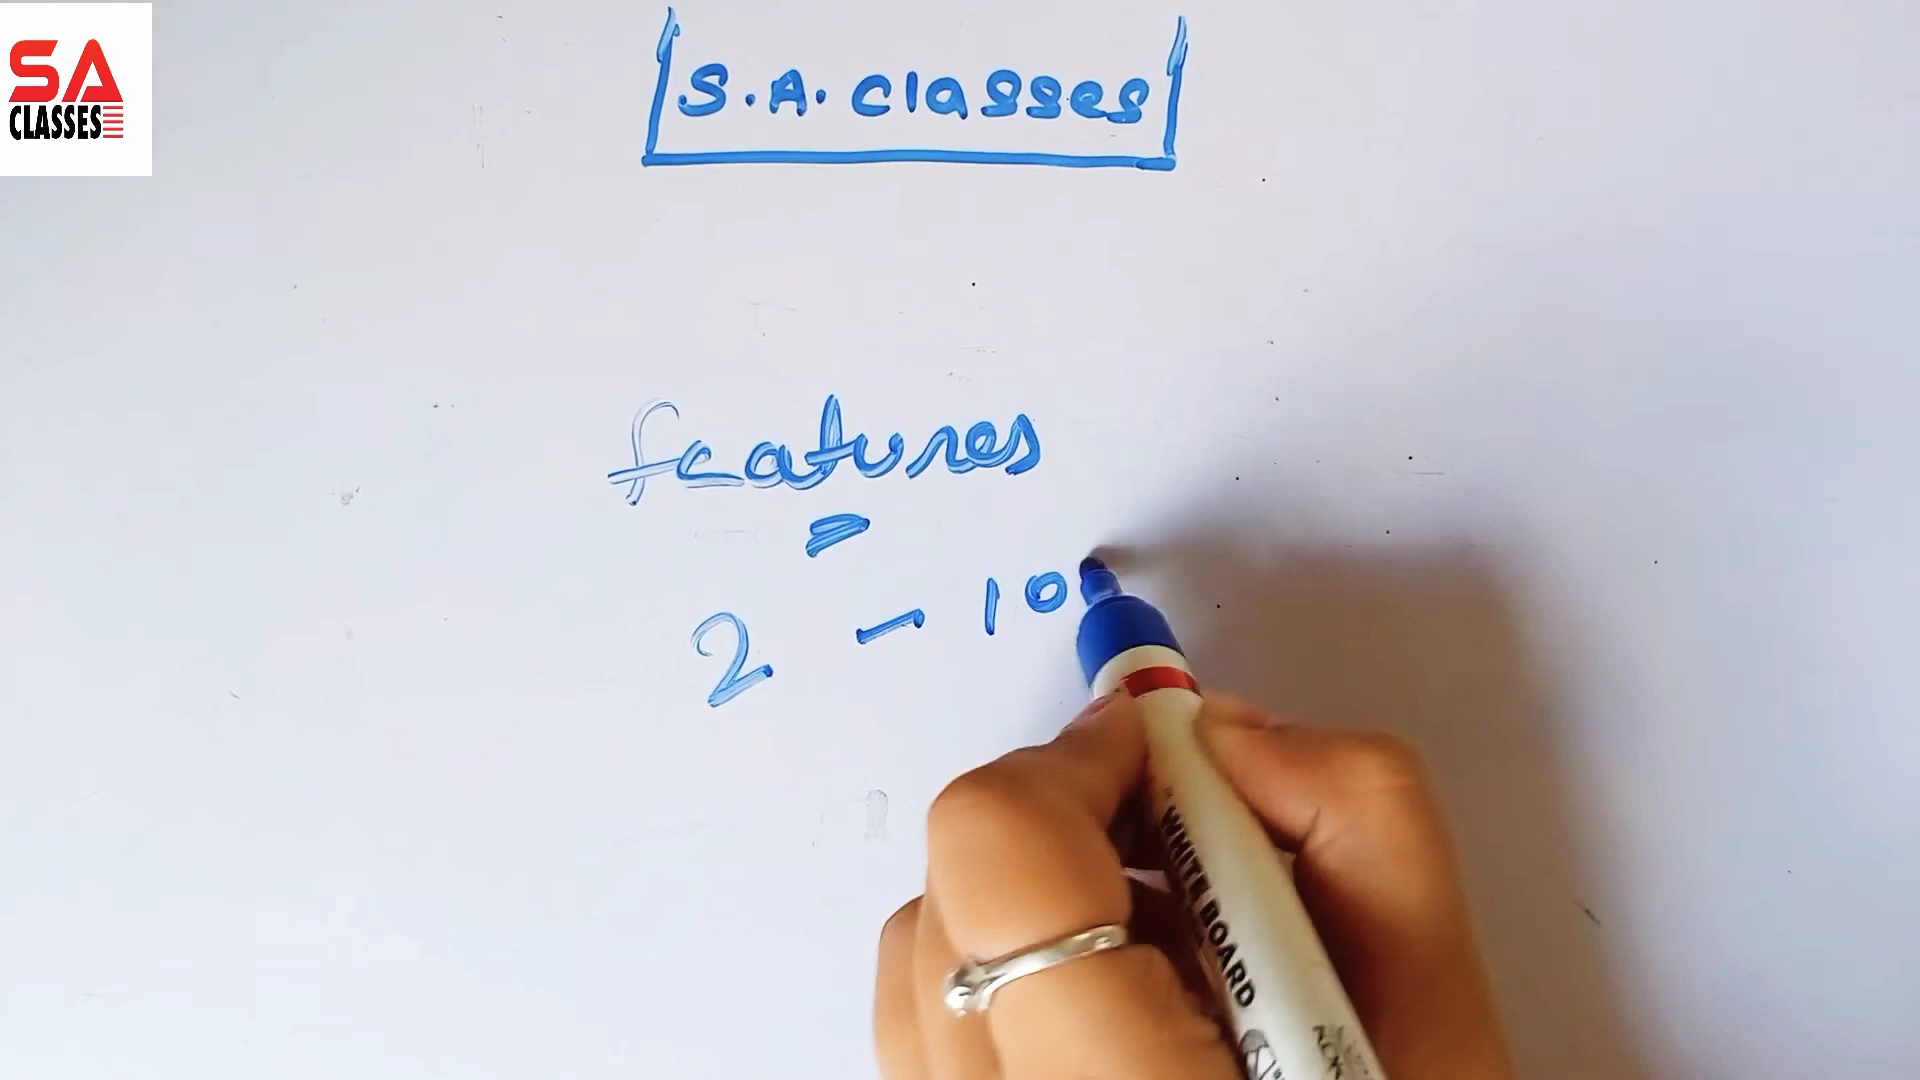 SA
CLASSES
S.A. classes
features
2 - 10
WHITE BOARD